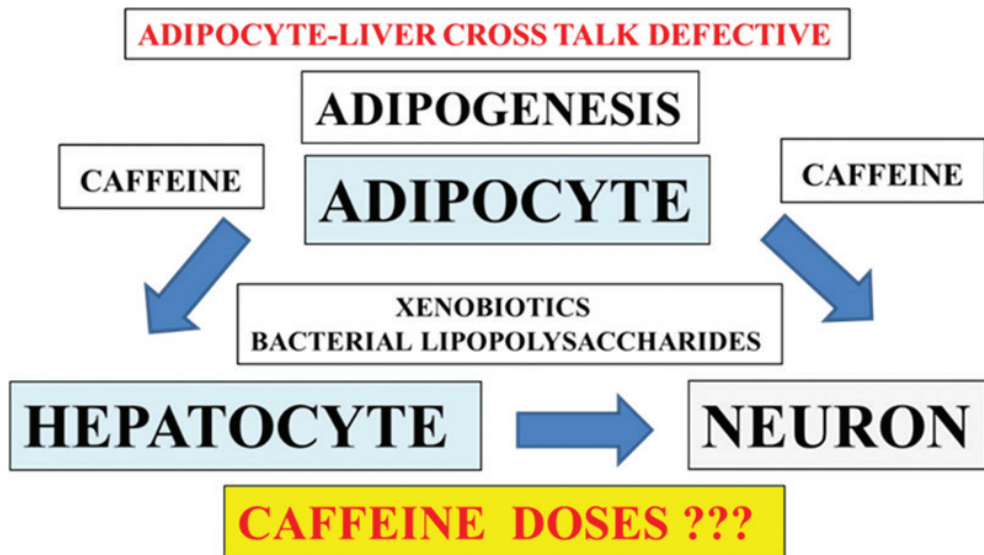 ADIPOCYTE-LIVER CROSS TALK DEFECTIVE
ADIPOGENESIS
CAFFEINE
ADIPOCYTE
CAFFEINE
XENOBIOTICS
BACTERIAL LIPOPOLYSACCHARIDES
HEPATOCYTE
NEURON
CAFFEINE DOSES ???